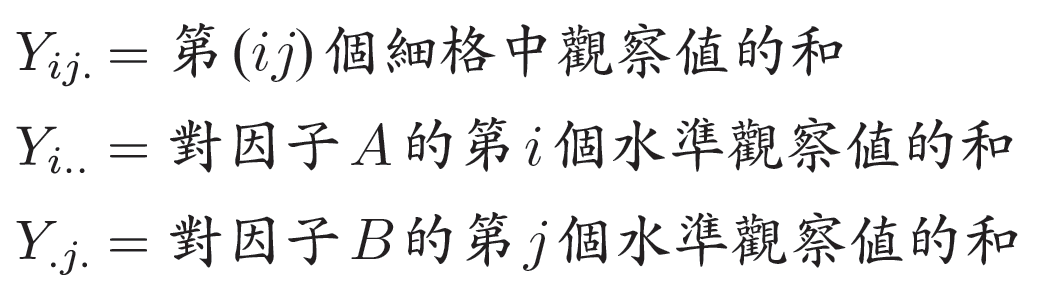 Y_{ij.} = 第 (ij) 個細格中觀察值的和
Y_{i..} = 對因子 A 的第 i 個水準觀察值的和
Y_{.j.} = 對因子 B 的第 j 個水準觀察值的和